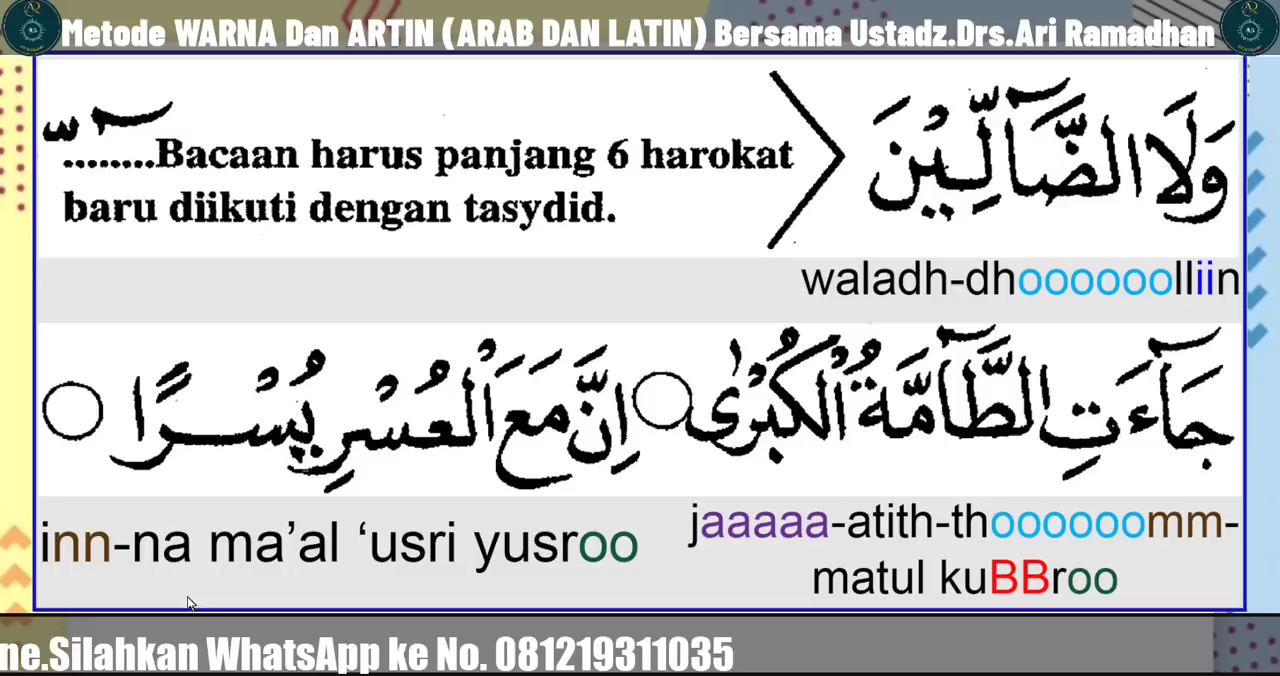 Metode WARNA Dan ARTIN (ARAB DAN LATIN) Bersama Ustadz.Drs.Ari Ramadhan
وَلَا الضَّآلِّيْنَ
........Bacaan harus panjang 6 harokat
baru diikuti dengan tasydid.
waladh-dhoooooolliin
جَآءَتِ الطَّآمَّةُ الْكُبْرٰى ○ اِنَّ مَعَ الْعُسْرِ يُسْرًا ○
jaaaaa-atith-thoooooomm-
matul kuBBroo
inn-na ma’al ‘usri yusroo
ne.Silahkan WhatsApp ke No. 081219311035